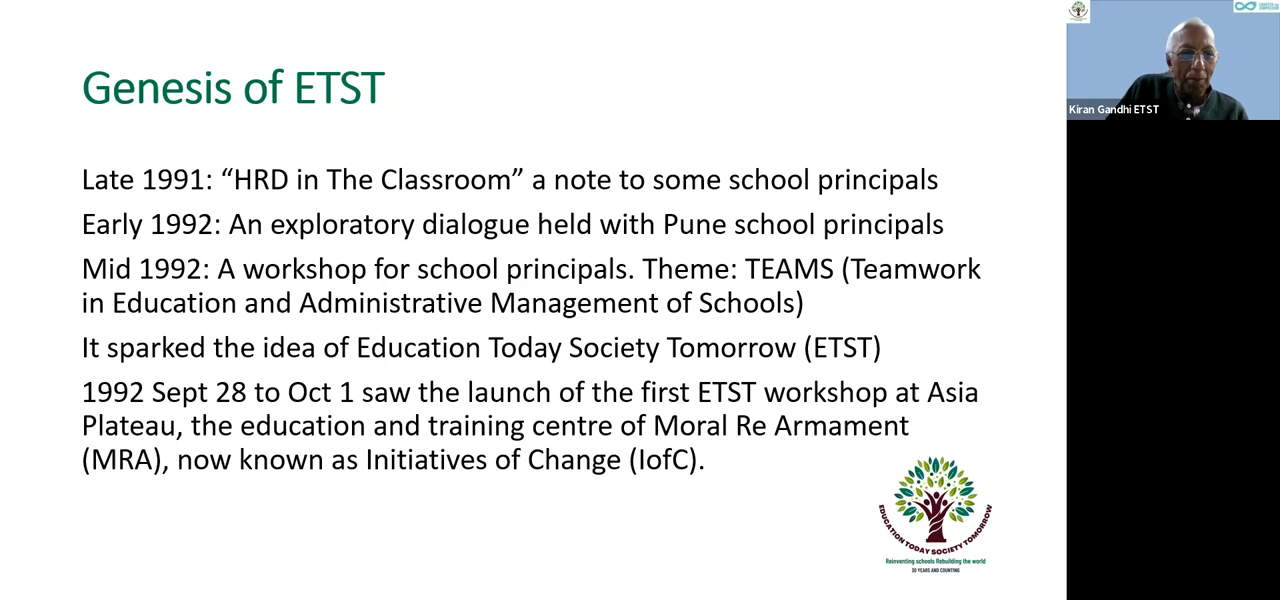 Genesis of ETST
Late 1991: “HRD in The Classroom” a note to some school principals
Early 1992: An exploratory dialogue held with Pune school principals
Mid 1992: A workshop for school principals. Theme: TEAMS (Teamwork
in Education and Administrative Management of Schools)
It sparked the idea of Education Today Society Tomorrow (ETST)
1992 Sept 28 to Oct 1 saw the launch of the first ETST workshop at Asia
Plateau, the education and training centre of Moral Re Armament
(MRA), now known as Initiatives of Change (IofC).
EDUCATION TODAY SOCIETY TOMORROW
Reinventing schools Rebuilding the world
30 YEARS AND COUNTING
Kiran Gandhi ETST